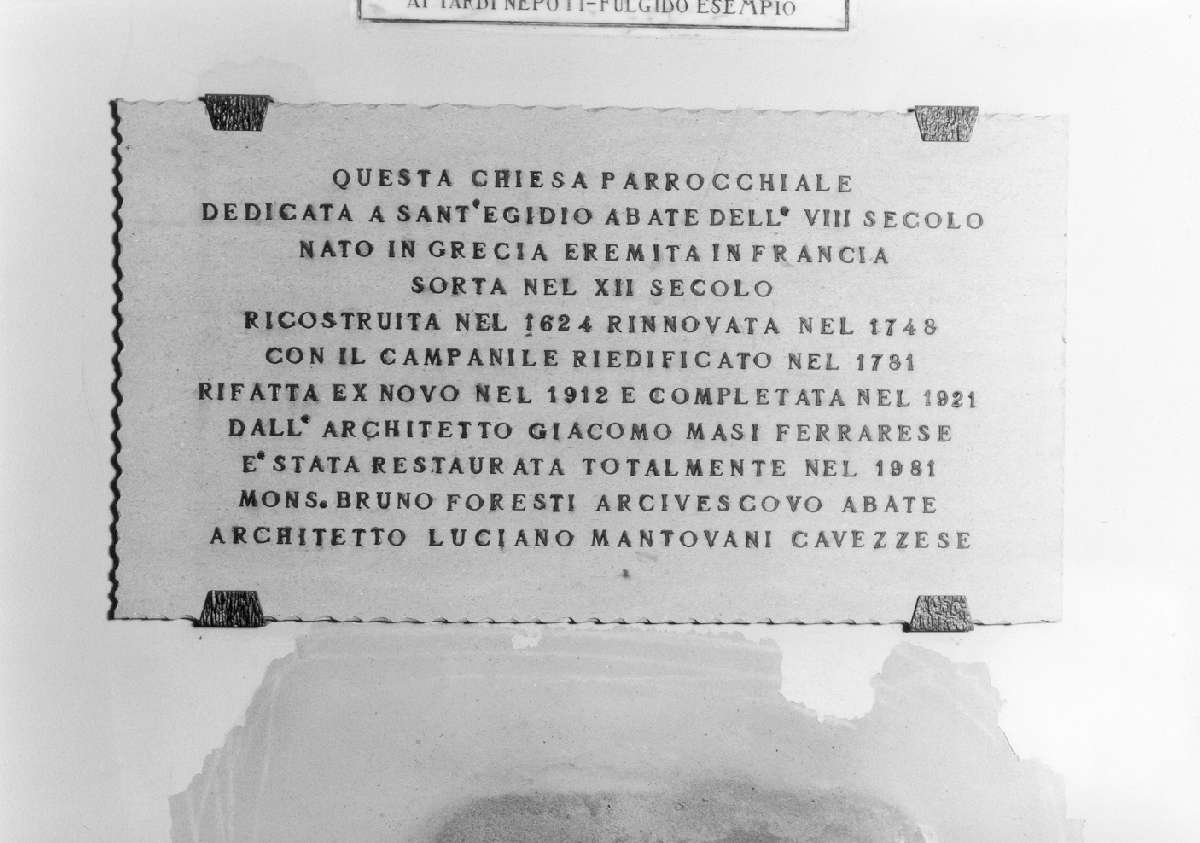 AI TARDI NEPOTI-FULGIDO ESEMPIO
QUESTA CHIESA PARROCCHIALE
DEDICATA A SANT'EGIDIO ABATE DELL' VIII SECOLO
NATO IN GRECIA EREMITA IN FRANCIA
SORTA NEL XII SECOLO
RICOSTRUITA NEL 1624 RINNOVATA NEL 1748
CON IL CAMPANILE RIEDIFICATO NEL 1781
RIFATTA EX NOVO NEL 1912 E COMPLETATA NEL 1921
DALL' ARCHITETTO GIACOMO MASI FERRARESE
E' STATA RESTAURATA TOTALMENTE NEL 1981
MONS. BRUNO FORESTI ARCIVESCOVO ABATE
ARCHITETTO LUCIANO MANTOVANI CAVEZZESE